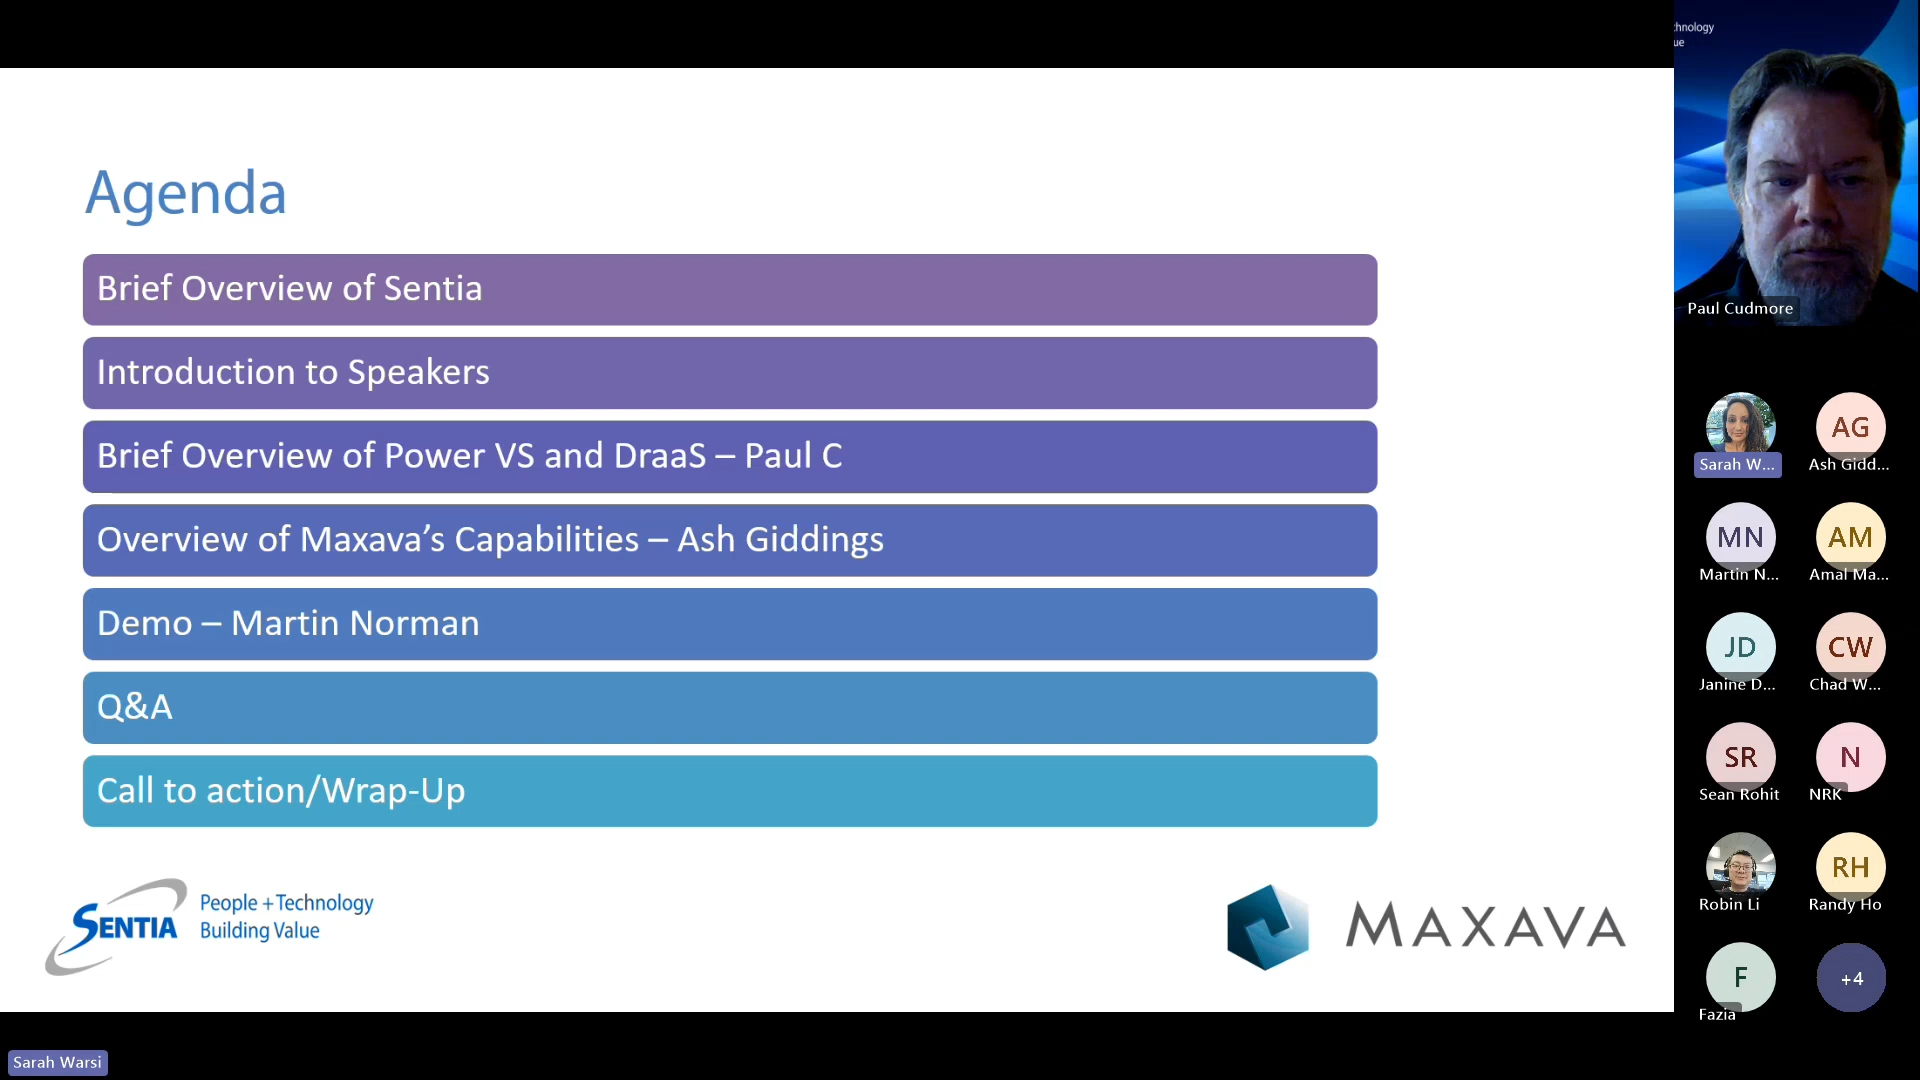 Agenda
Brief Overview of Sentia
Introduction to Speakers
Brief Overview of Power VS and DraaS – Paul C
Overview of Maxava’s Capabilities – Ash Giddings
Demo – Martin Norman
Q&A
Call to action/Wrap-Up
SENTIA
People + Technology
Building Value
MAXAVA
Sarah Warsi
hnology
ue
Paul Cudmore
Sarah W...
AG
Ash Gidd...
MN
Martin N...
AM
Amal Ma...
JD
Janine D...
CW
Chad W...
SR
Sean Rohit
N
NRK
Robin Li
RH
Randy Ho
F
Fazia
+4